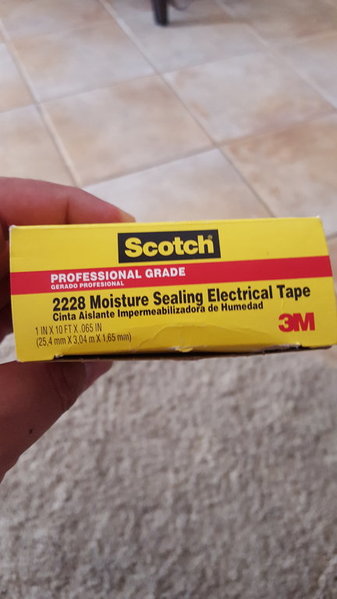 Scotch®
PROFESSIONAL GRADE
GERADO PROFESIONAL
2228 Moisture Sealing Electrical Tape
Cinta Aislante Impermeabilizadora de Humedad
1 IN X 10 FT X .065 IN
(25,4 mm X 3,04 m X 1,65 mm)
3M